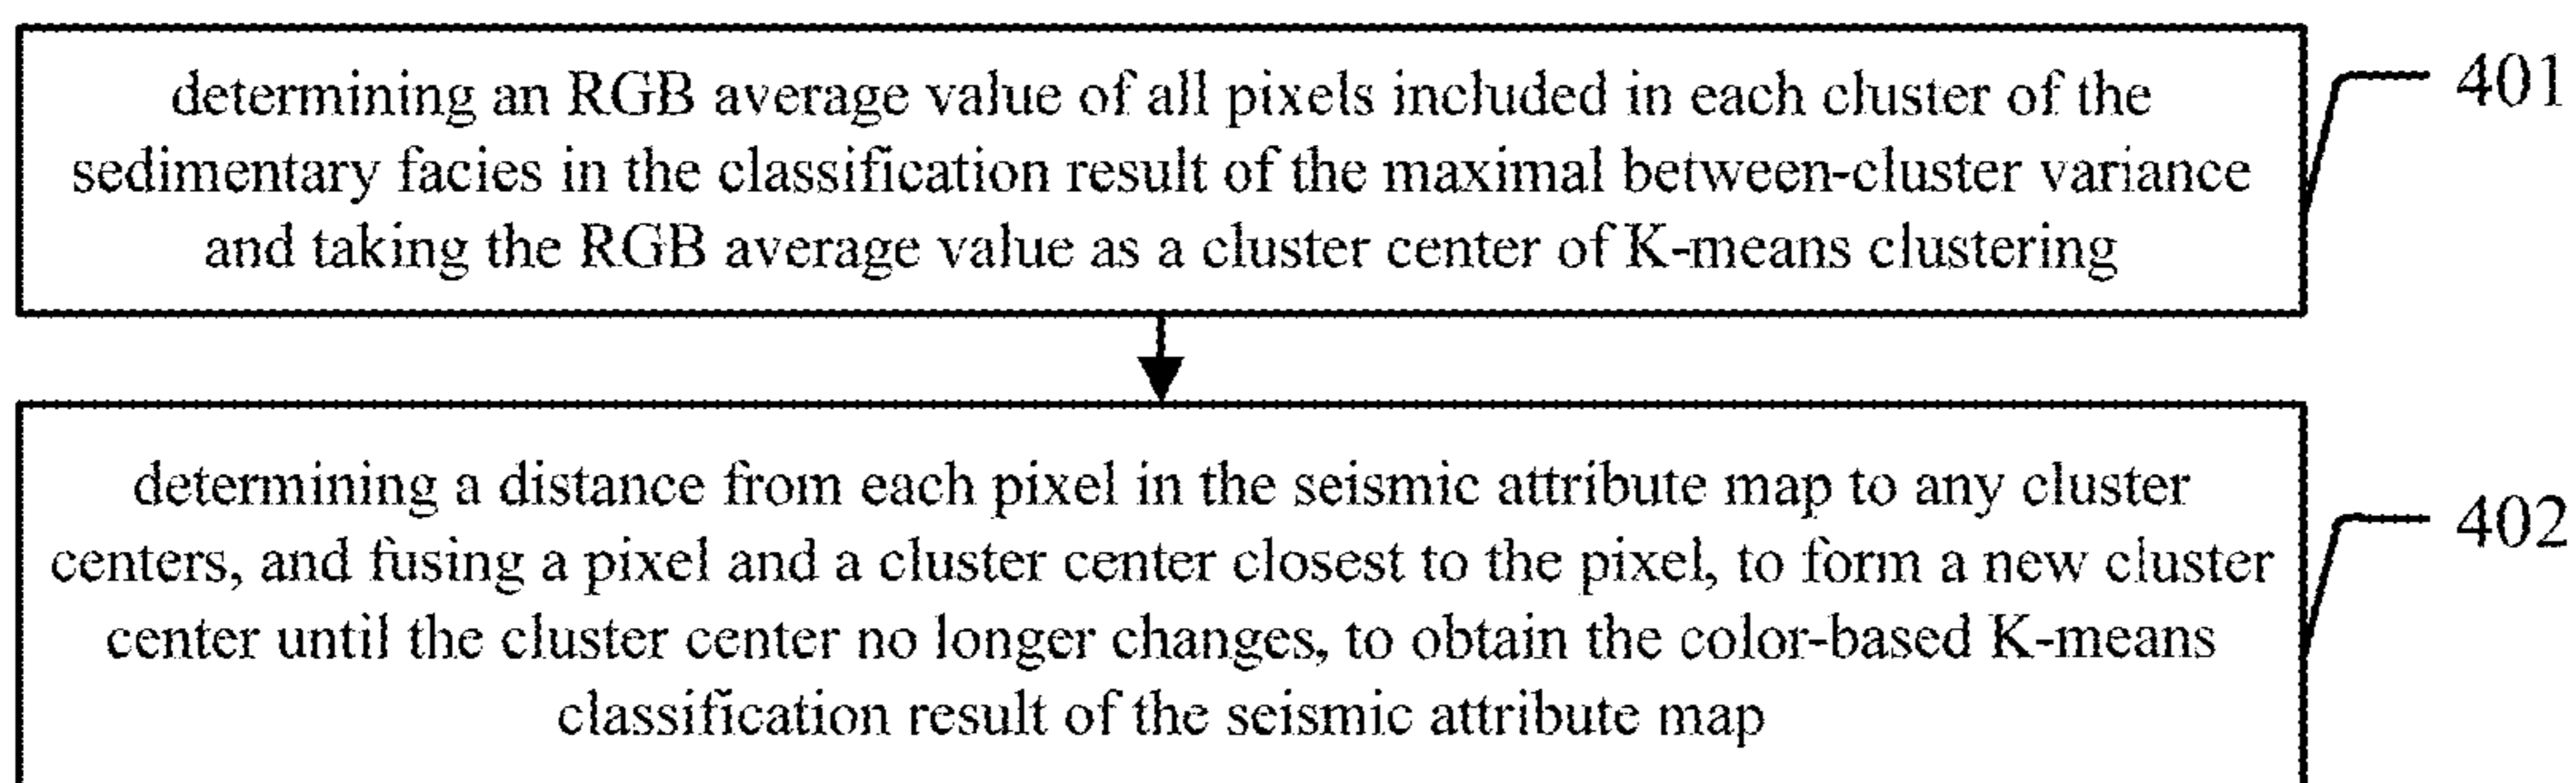 determining an RGB average value of all pixels included in each cluster of the
sedimentary facies in the classification result of the maximal between-cluster variance
and taking the RGB average value as a cluster center of K-means clustering
401
determining a distance from each pixel in the seismic attribute map to any cluster
centers, and fusing a pixel and a cluster center closest to the pixel, to form a new cluster
center until the cluster center no longer changes, to obtain the color-based K-means
classification result of the seismic attribute map
402